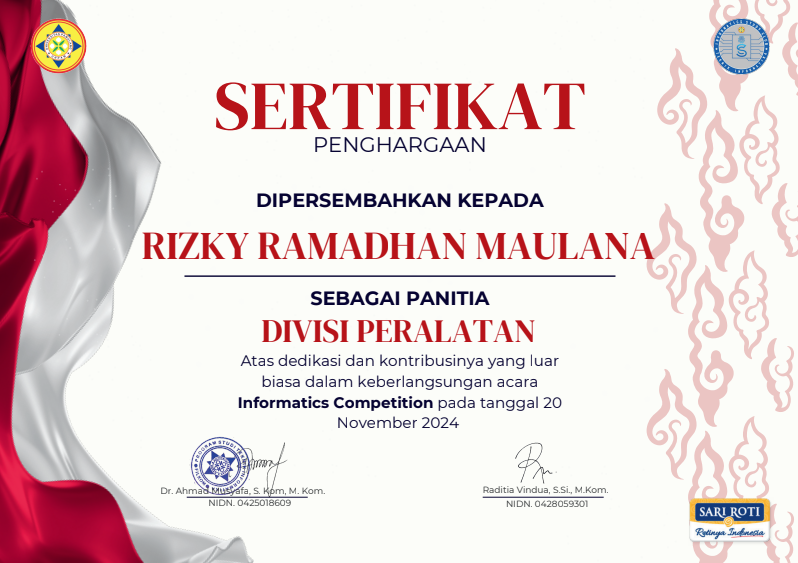 SERTIFIKAT
PENGHARGAAN
DIPERSEMBAHKAN KEPADA
RIZKY RAMADHAN MAULANA
SEBAGAI PANITIA
DIVISI PERALATAN
Atas dedikasi dan kontribusinya yang luar
biasa dalam keberlangsungan acara
Informatics Competition pada tanggal 20
November 2024
PROGRAM STUDI
Dr. Ahmad Musyafa, S. Kom, M. Kom.
NIDN. 0425018609
Raditia Vindua, S.Si., M.Kom.
NIDN. 0428059301
SARI ROTI
Rotinya Indonesia